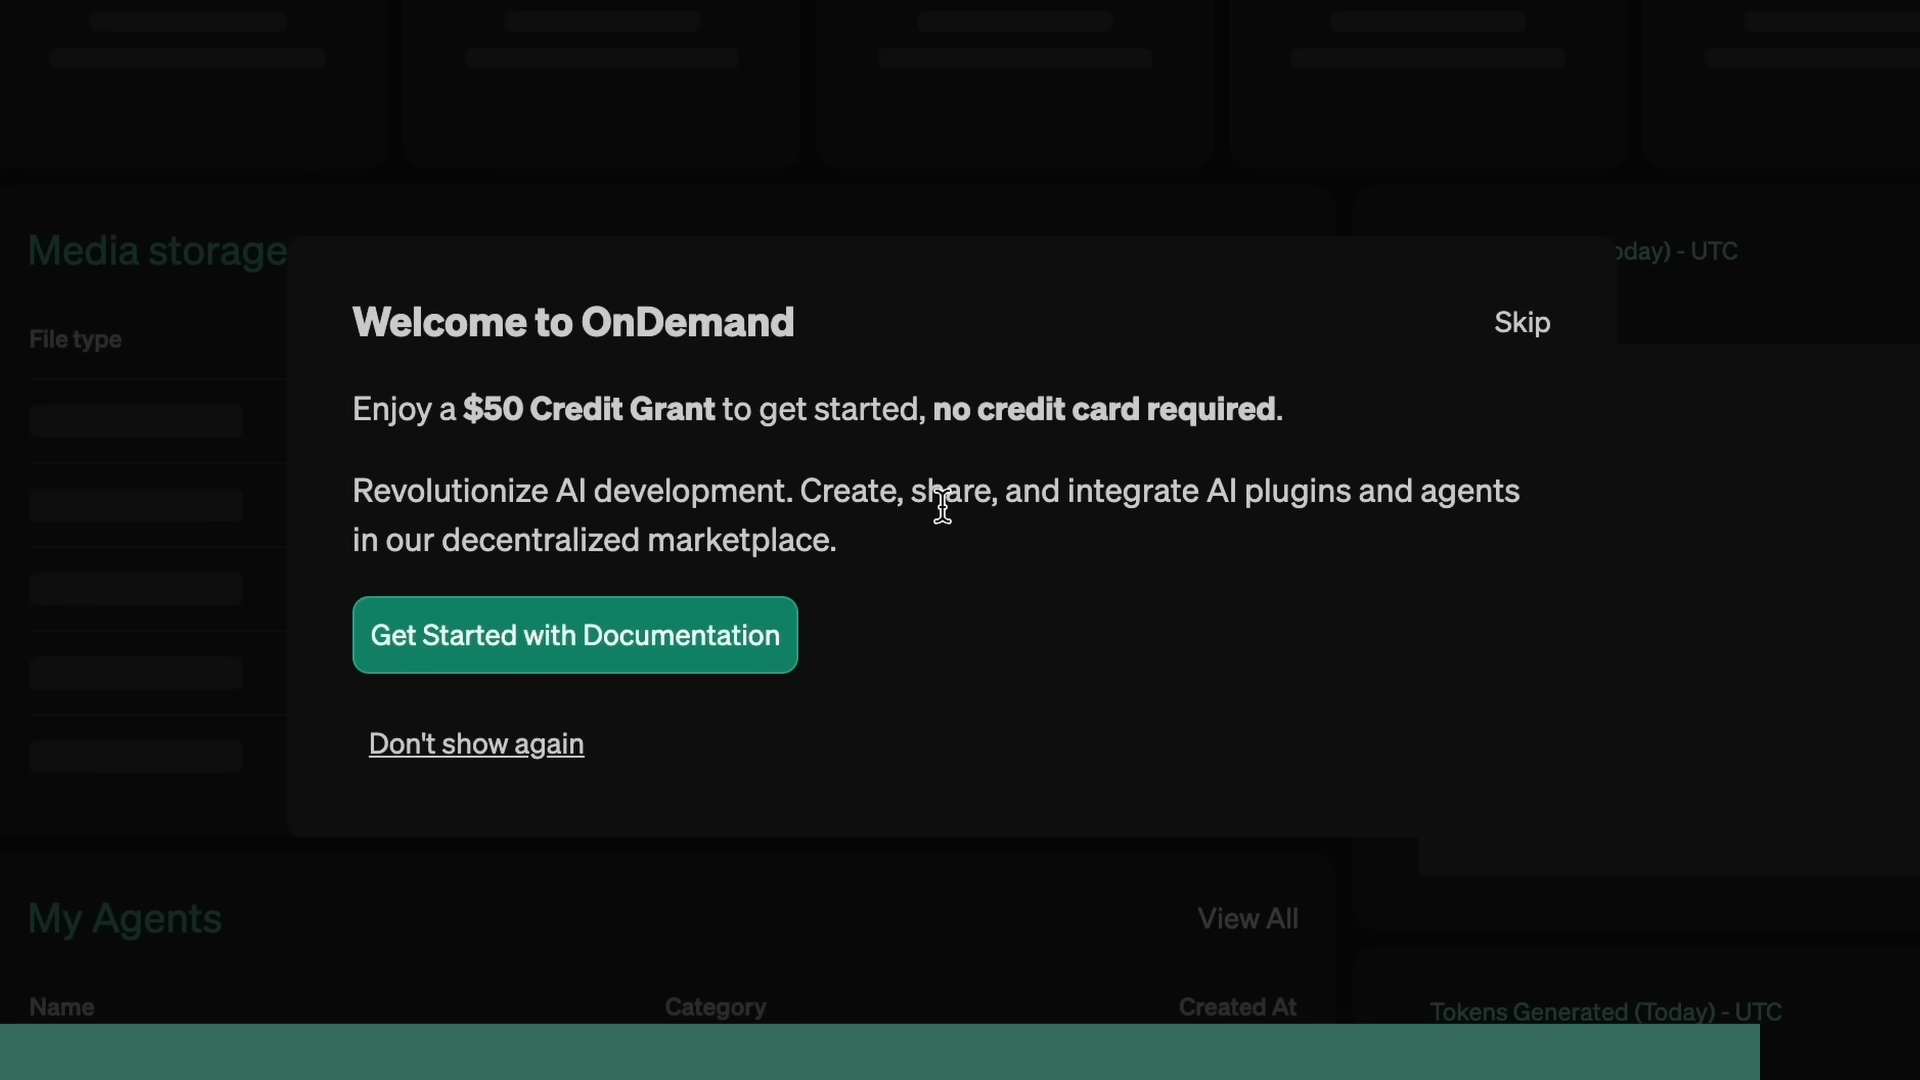 Media storage
oday) - UTC
File type
Welcome to OnDemand
Skip
Enjoy a $50 Credit Grant to get started, no credit card required.
Revolutionize AI development. Create, share, and integrate AI plugins and agents
in our decentralized marketplace.
Get Started with Documentation
Don't show again
My Agents
View All
Name
Category
Created At
Tokens Generated (Today) - UTC